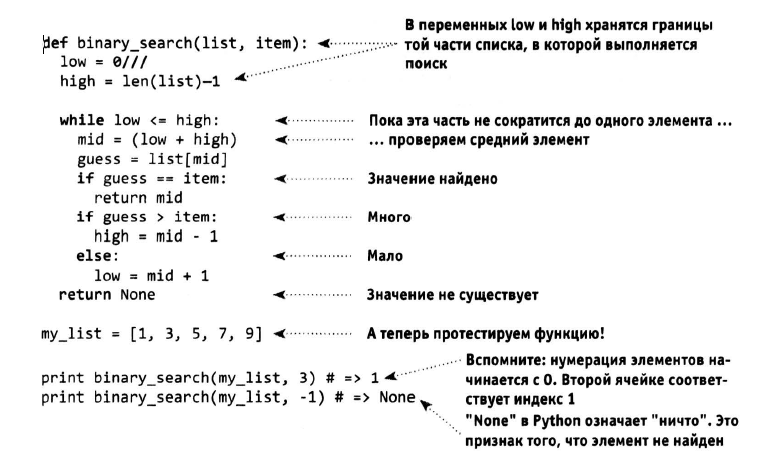 В переменных low и high хранятся границы
def binary_search(list, item): той части списка, в которой выполняется
low = 0/// поиск
high = len(list)—1
while low <= high: Пока эта часть не сократится до одного элемента ...
mid = (low + high) ... проверяем средний элемент
guess = list[mid]
if guess == item: Значение найдено
return mid
if guess > item: Много
high = mid - 1
else: Мало
low = mid + 1
return None Значение не существует
my_list = [1, 3, 5, 7, 9] А теперь протестируем функцию!
Вспомните: нумерация элементов на-
print binary_search(my_list, 3) # => 1 чинается с 0. Второй ячейке соответ-
print binary_search(my_list, -1) # => None ствует индекс 1
"None" в Python означает "ничто". Это
признак того, что элемент не найден